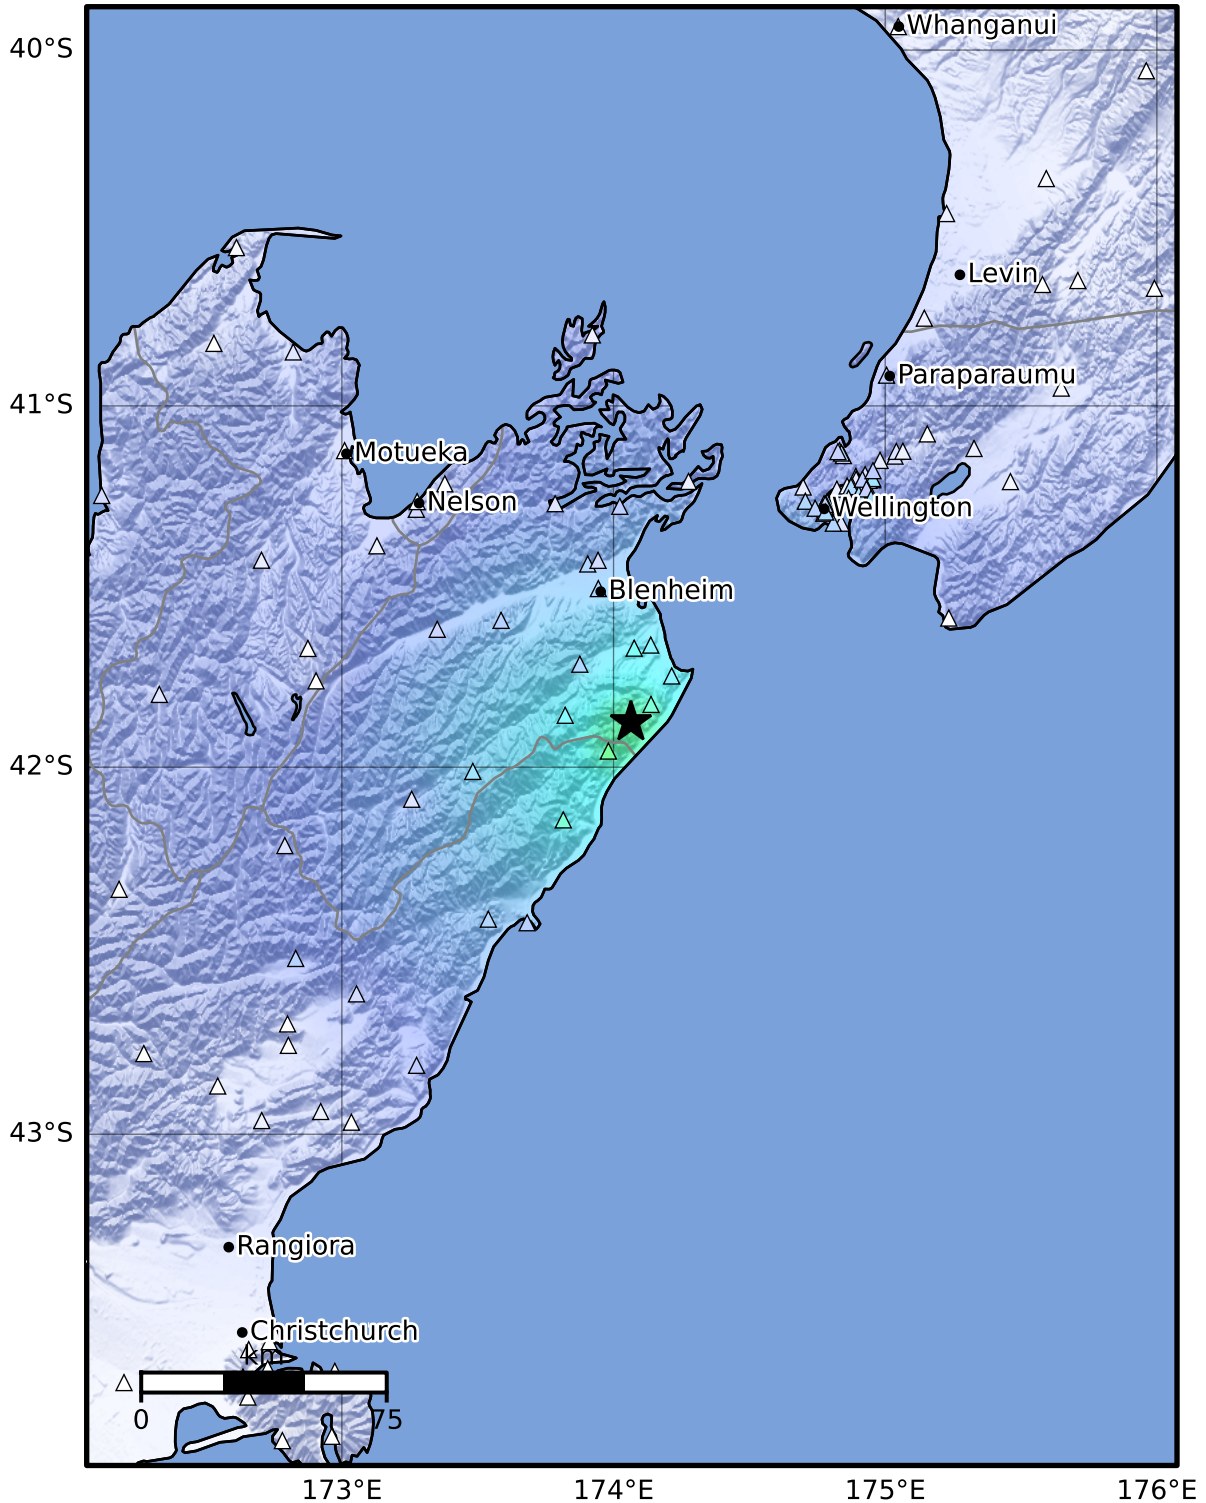 40°S
Whanganui
Levin
Paraparaumu
41°S
Motueka
Nelson
Wellington
Blenheim
42°S
43°S
Rangiora
Christchurch
km
0
75
173°E
174°E
175°E
176°E